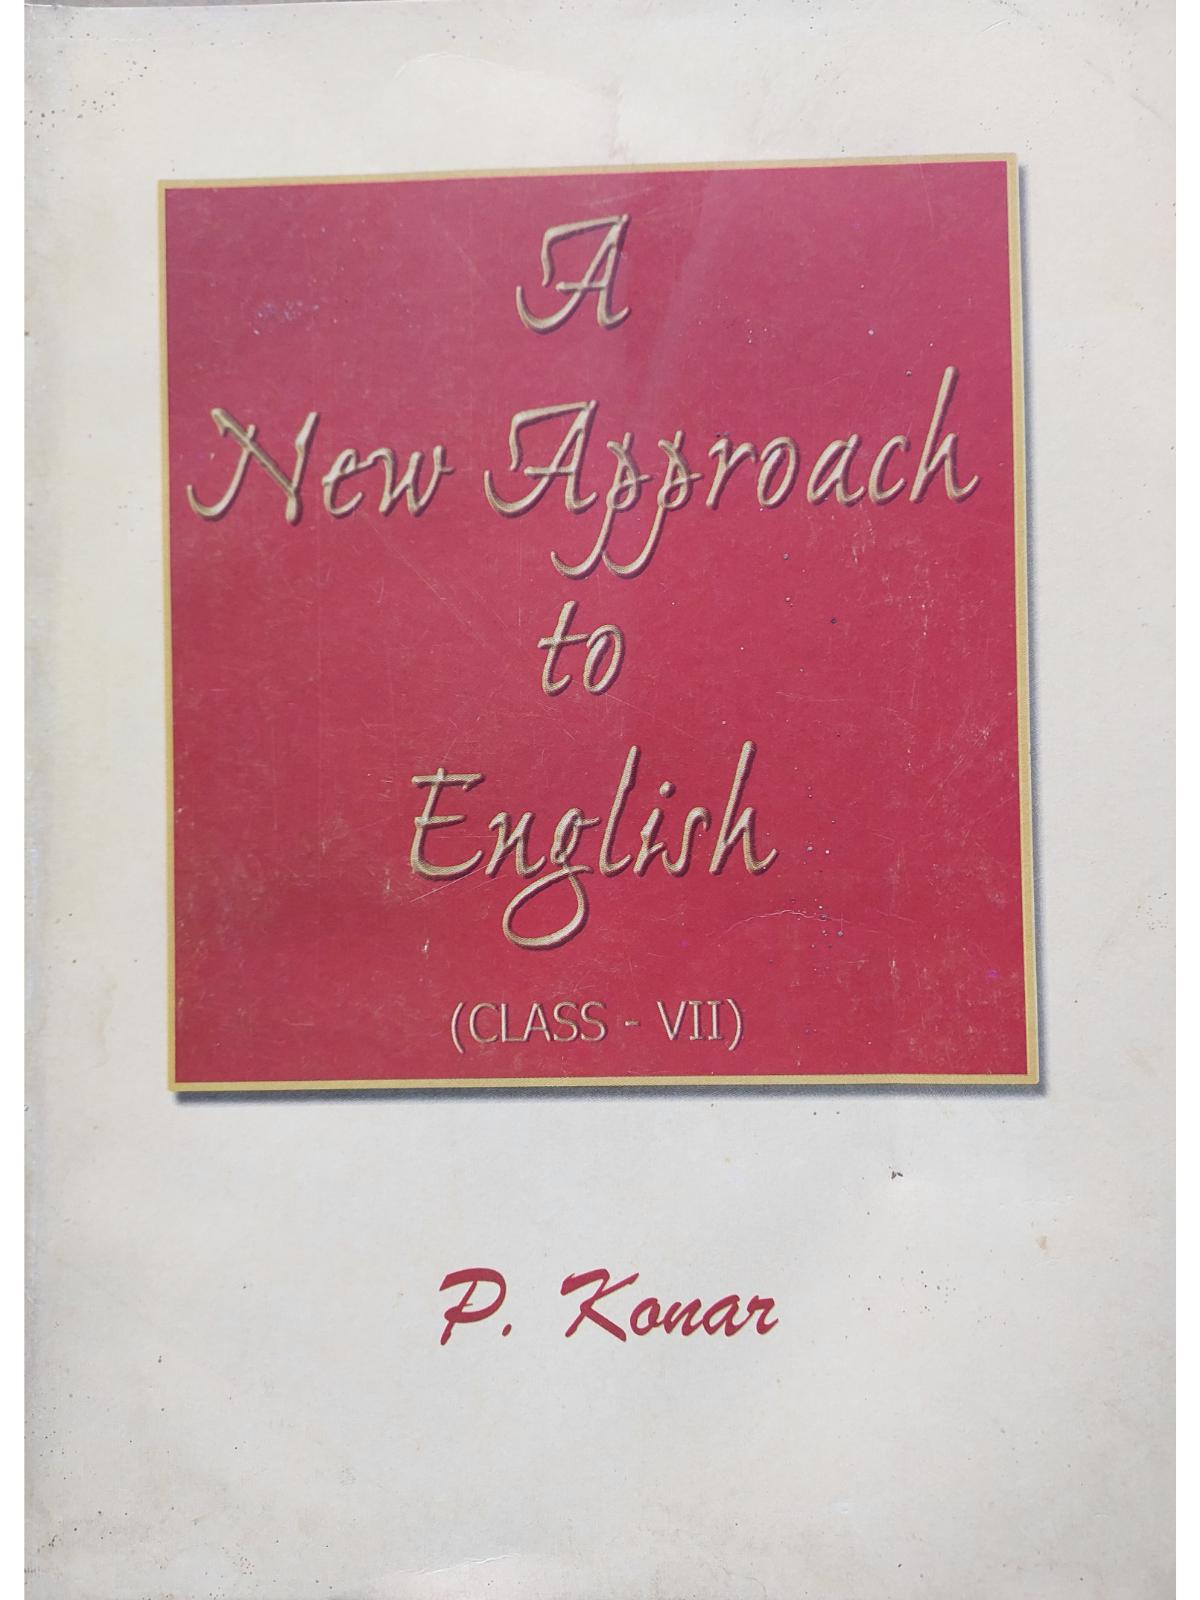 A
New Approach
to
English
(CLASS - VII)
P. Konar